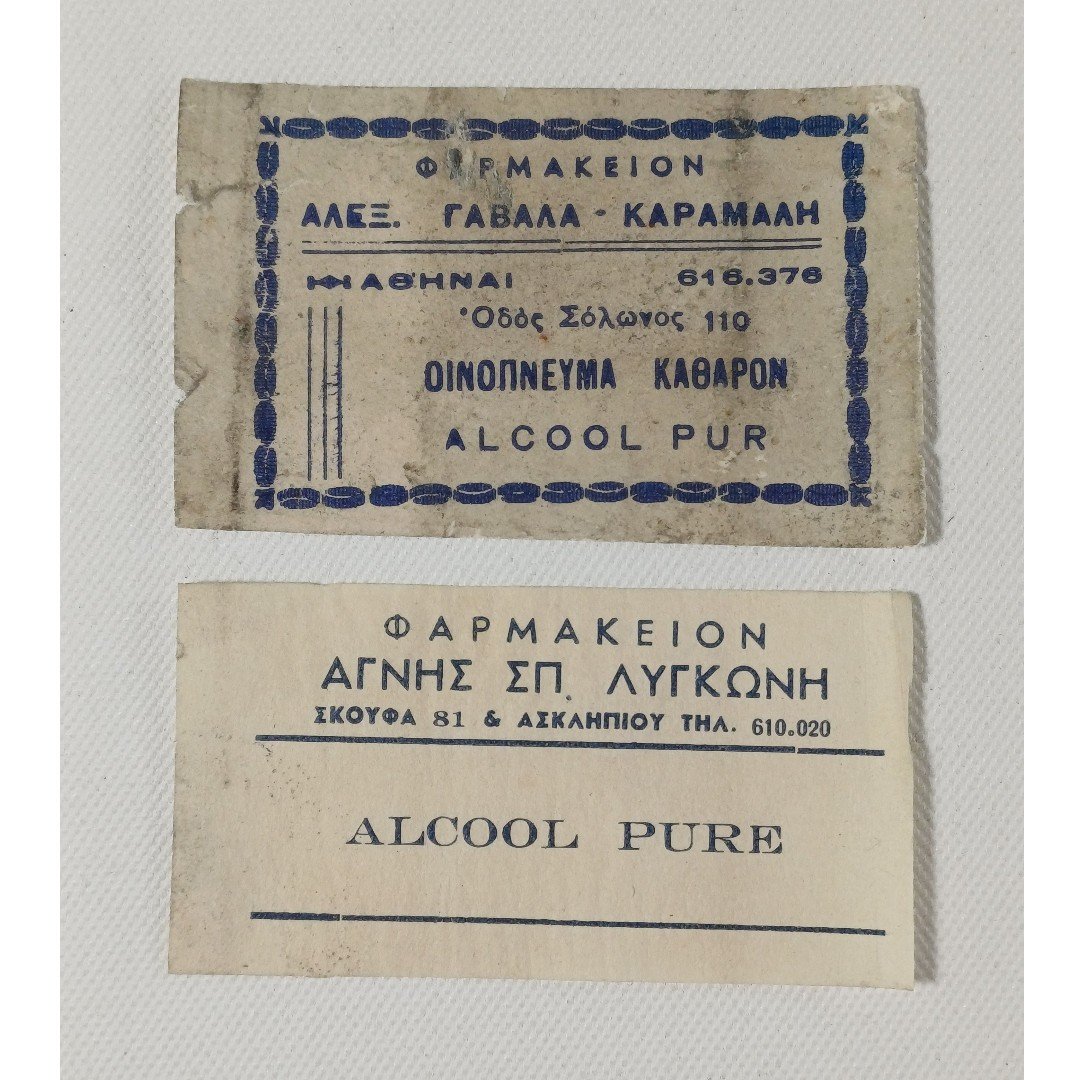 ΦΑΡΜΑΚΕΙΟΝ
ΑΛΕΞ. ΓΑΒΑΛΑ - ΚΑΡΑΜΑΛΗ
ΑΘΗΝΑΙ 616.376
Ὁδὸς Σόλωνος 110
ΟΙΝΟΠΝΕΥΜΑ ΚΑΘΑΡΟΝ
ALCOOL PUR
ΦΑΡΜΑΚΕΙΟΝ
ΑΓΝΗΣ ΣΠ. ΛΥΓΚΩΝΗ
ΣΚΟΥΦΑ 81 & ΑΣΚΛΗΠΙΟΥ ΤΗΛ. 610.020
ALCOOL PURE